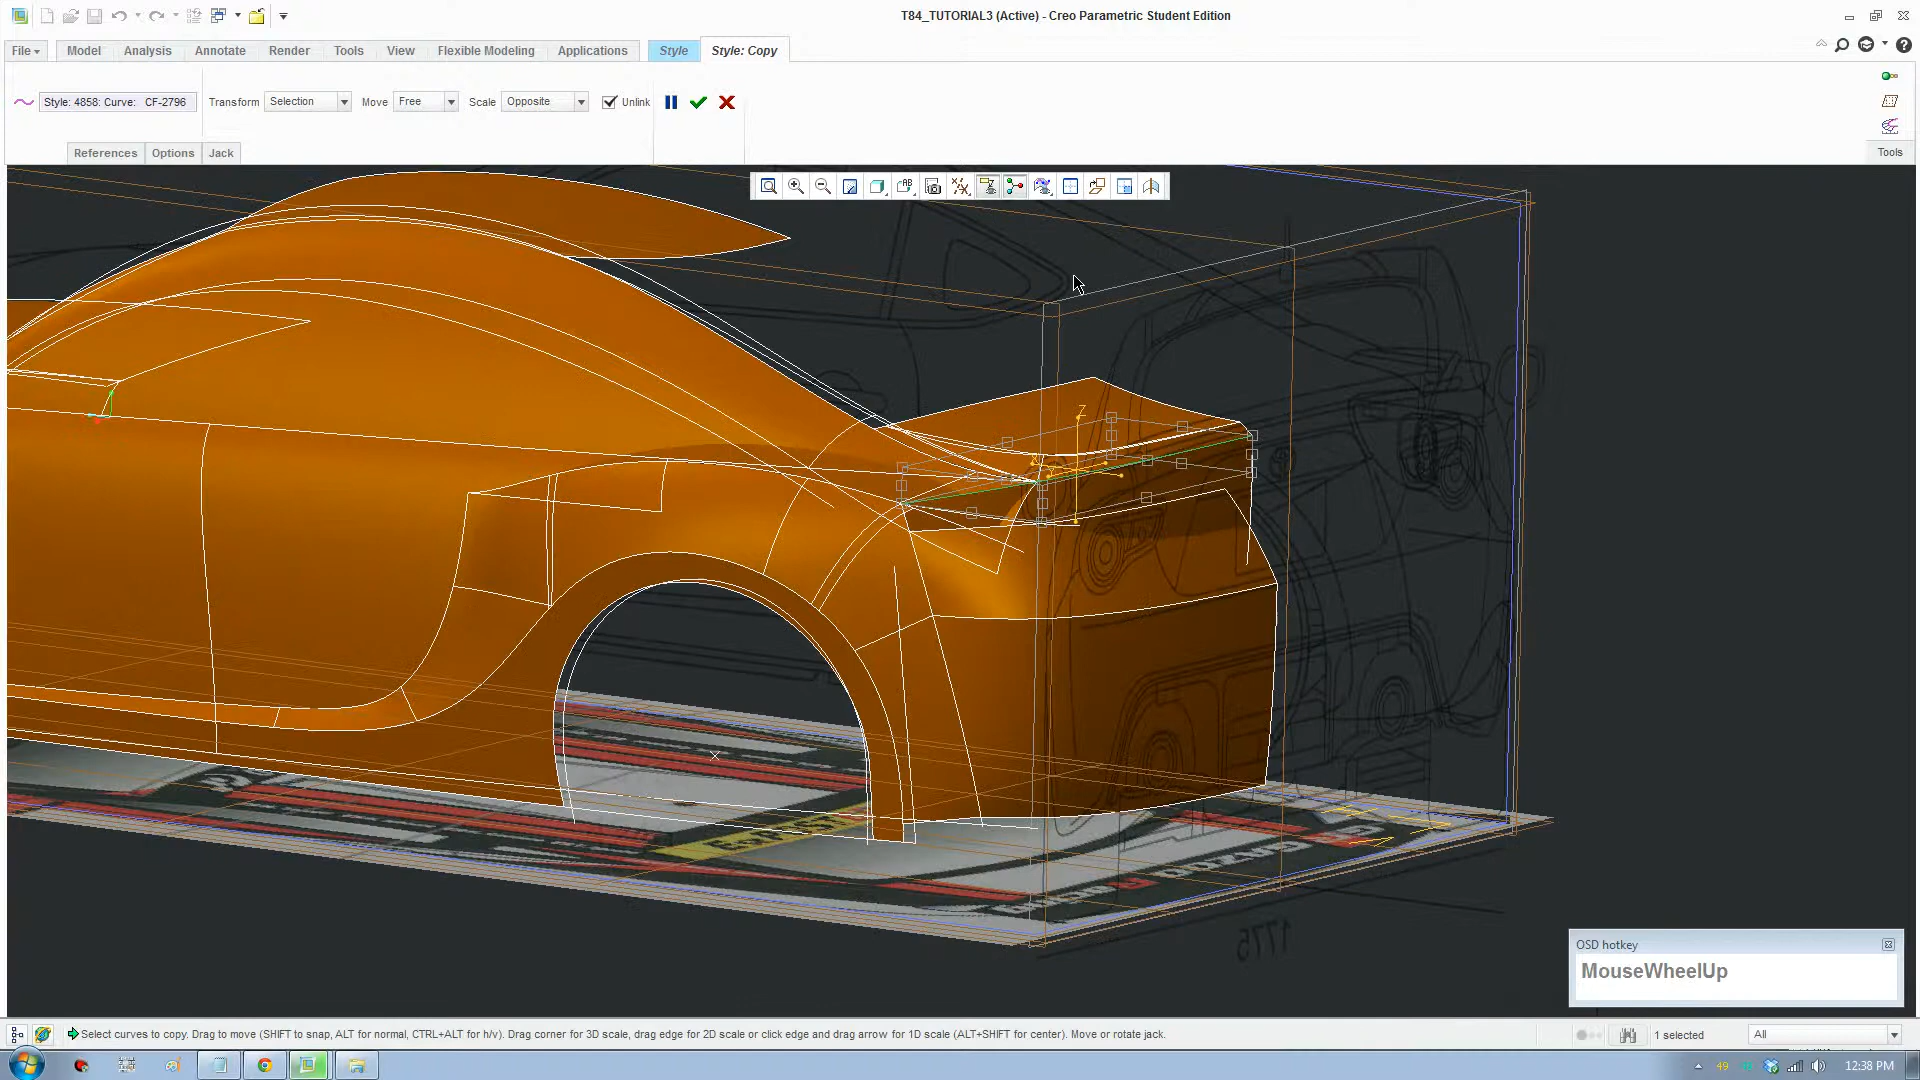 T84_TUTORIAL3 (Active) - Creo Parametric Student Edition
File
Model
Analysis
Annotate
Render
Tools
View
Flexible Modeling
Applications
Style
Style: Copy
Style: 4858: Curve: CF-2796
Transform
Selection
Move
Free
Scale
Opposite
Unlink
References
Options
Jack
Tools
Z
1775
OSD hotkey
MouseWheelUp
Select curves to copy. Drag to move (SHIFT to snap, ALT for normal, CTRL+ALT for h/v). Drag corner for 3D scale, drag edge for 2D scale or click edge and drag arrow for 1D scale (ALT+SHIFT for center). Move or rotate jack.
1 selected
All
49
12:38 PM